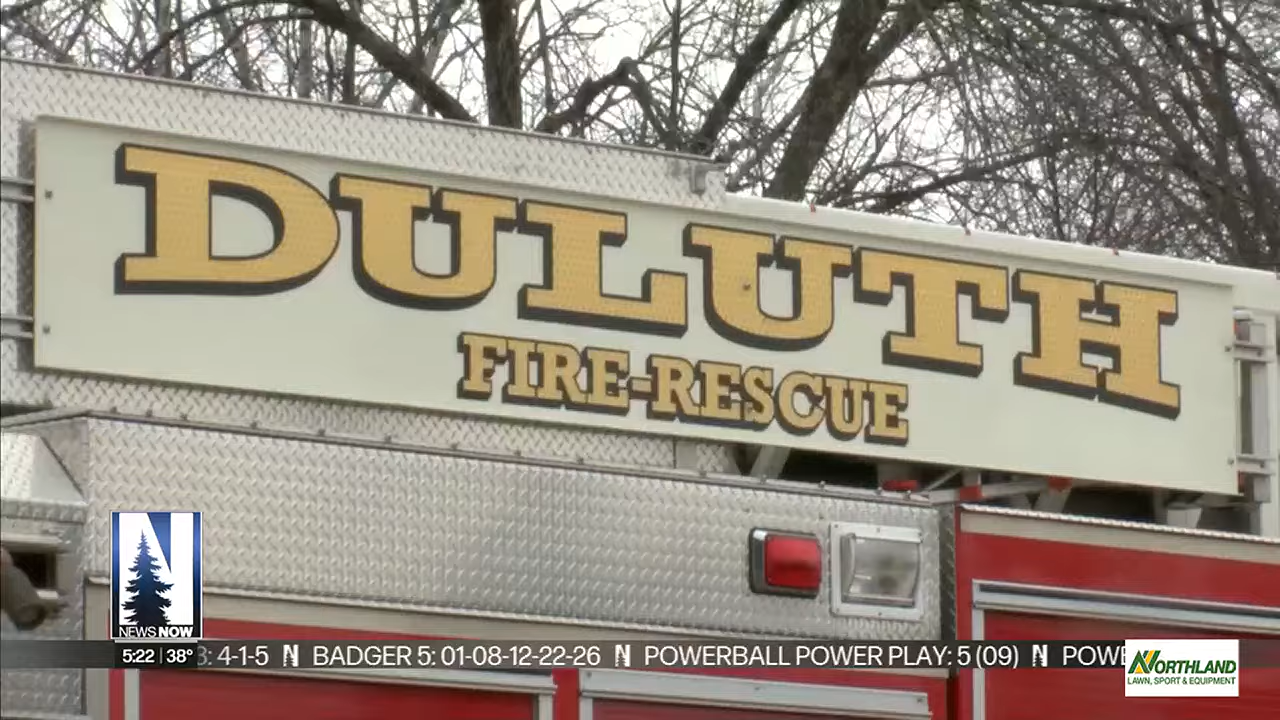 DULUTH
FIRE-RESCUE
N
NEWS NOW
5:22 | 38° 3: 4-1-5 N BADGER 5: 01-08-12-22-26 N POWERBALL POWER PLAY: 5 (09) N POWE
NORTHLAND
LAWN, SPORT & EQUIPMENT